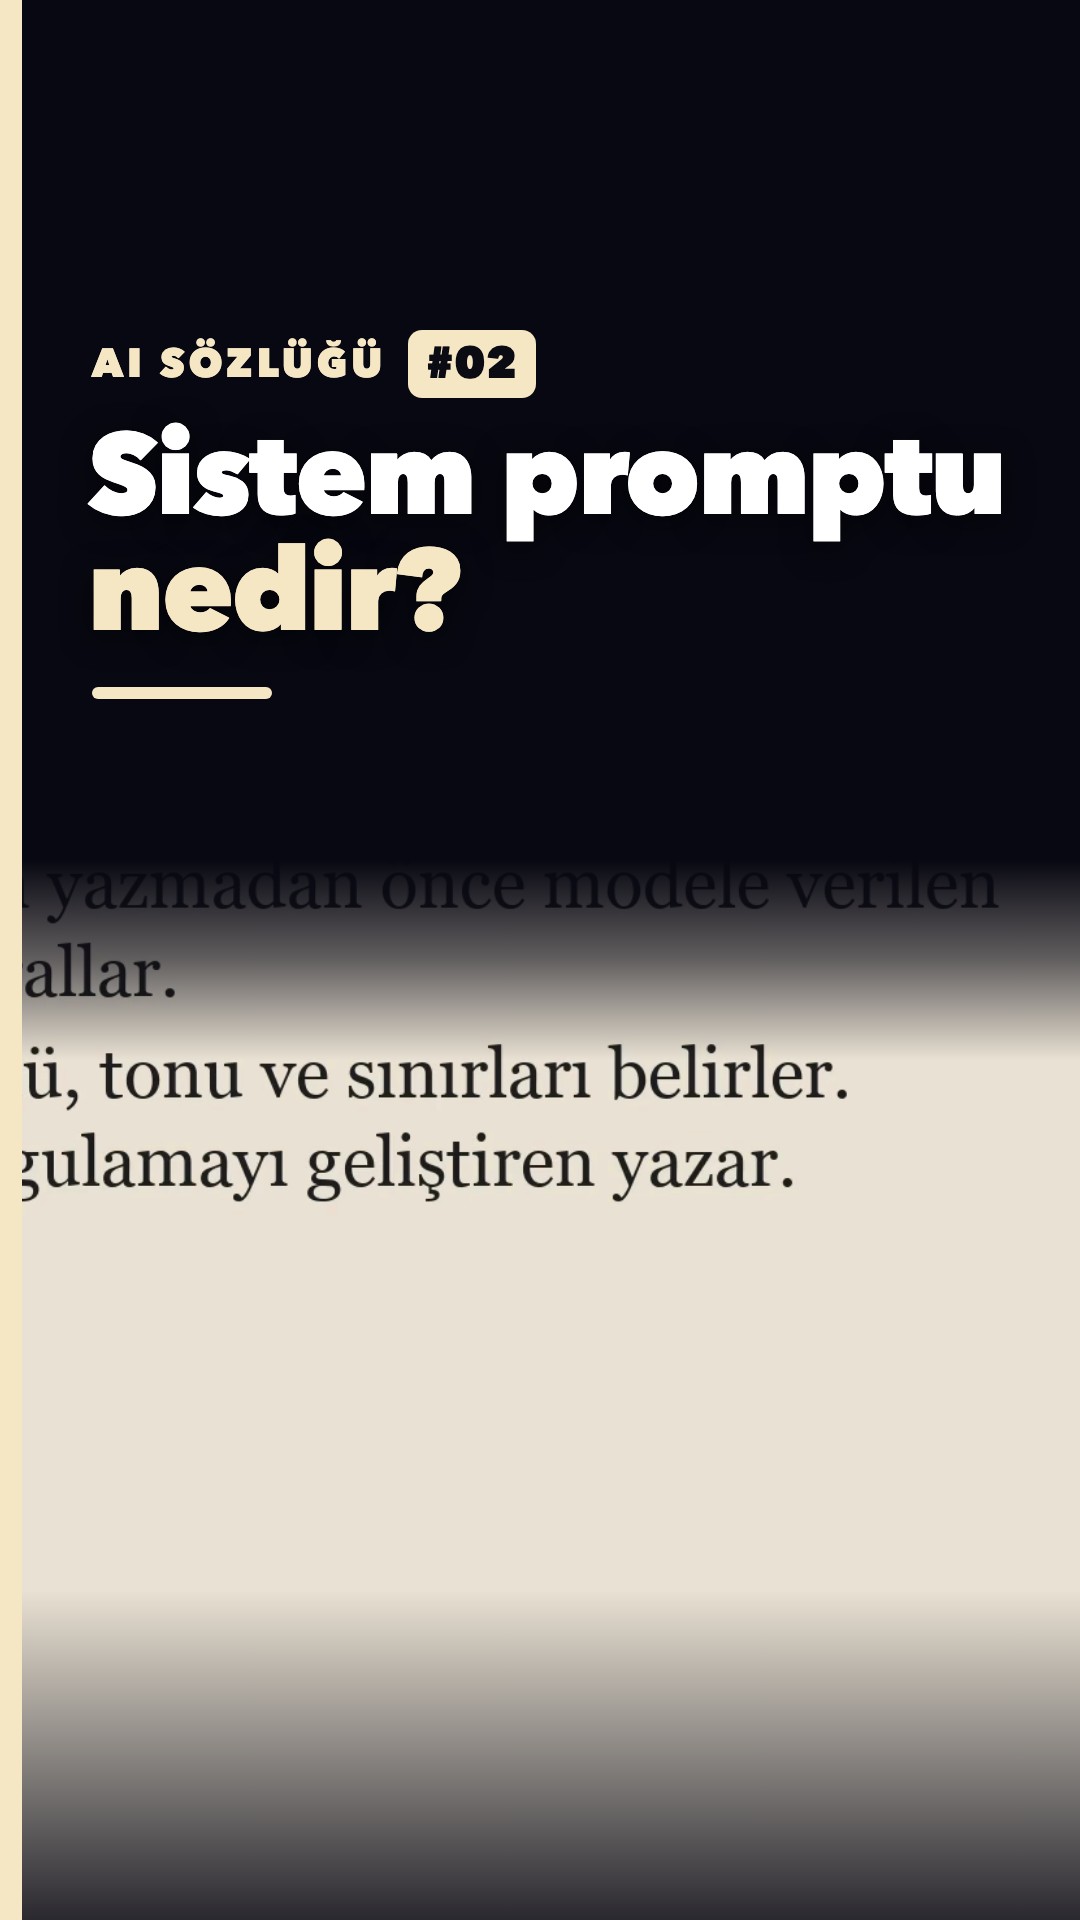 AI SÖZLÜĞÜ #02
Sistem promptu
nedir?
yazmadan önce modele verilen
allar.
ü, tonu ve sınırları belirler.
gulamayı geliştiren yazar.